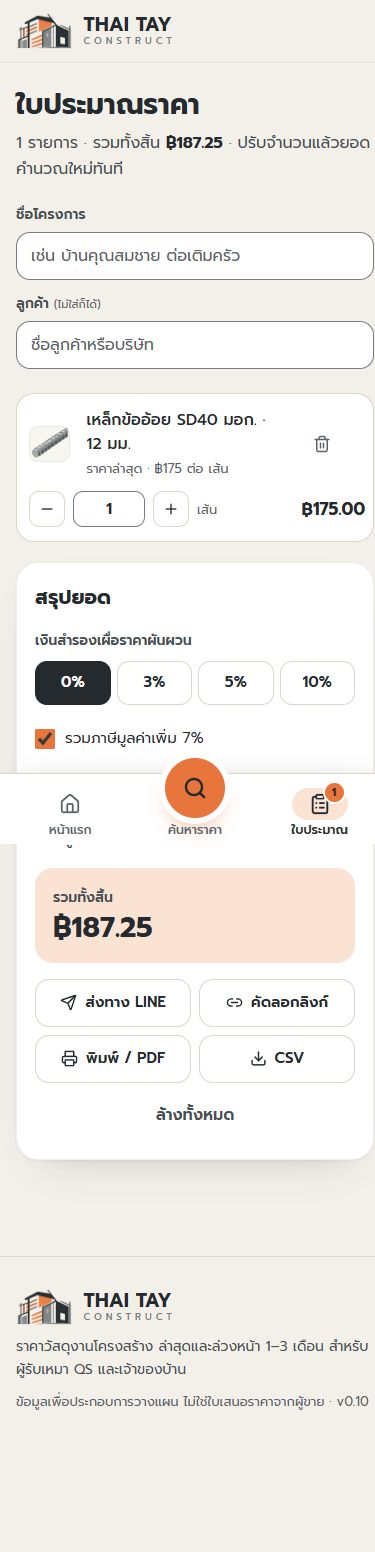 THAI TAY
CONSTRUCT
ใบประมาณราคา
1 รายการ · รวมทั้งสิ้น ฿187.25 · ปรับจำนวนแล้วยอด
คำนวณใหม่ทันที
ชื่อโครงการ
เช่น บ้านคุณสมชาย ต่อเติมครัว
ลูกค้า (ไม่ใส่ก็ได้)
ชื่อลูกค้าหรือบริษัท
เหล็กข้ออ้อย SD40 มอก. ·
12 มม.
ราคาล่าสุด · ฿175 ต่อ เส้น
1 เส้น ฿175.00
สรุปยอด
เงินสำรองเผื่อราคาผันผวน
0% 3% 5% 10%
รวมภาษีมูลค่าเพิ่ม 7%
1
หน้าแรก ค้นหาราคา ใบประมาณ
รวมทั้งสิ้น
฿187.25
ส่งทาง LINE คัดลอกลิงก์
พิมพ์ / PDF CSV
ล้างทั้งหมด
THAI TAY
CONSTRUCT
ราคาวัสดุงานโครงสร้าง ล่าสุดและล่วงหน้า 1–3 เดือน สำหรับ
ผู้รับเหมา QS และเจ้าของบ้าน
ข้อมูลเพื่อประกอบการวางแผน ไม่ใช่ใบเสนอราคาจากผู้ขาย · v0.10